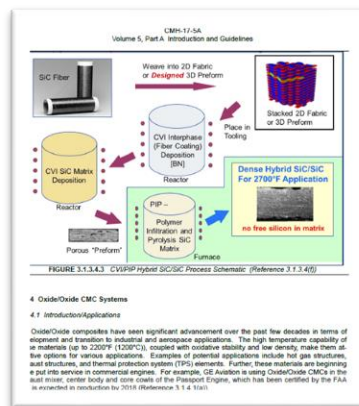 CMH-17-5A
Volume 5, Part A Introduction and Guidelines
SiC Fiber
Weave into 2D Fabric
or Designed 3D Preform
Stacked 2D Fabric
or 3D Preform
Place in
Tooling
CVI Interphase
(Fiber Coating)
Deposition
[BN]
Reactor
CVI SiC Matrix
Deposition
Reactor
Porous "Preform"
PIP –
Polymer
Infiltration and
Pyrolysis SiC
Matrix
Furnace
Dense Hybrid SiC/SiC
For 2700°F Application
no free silicon in matrix
FIGURE 3.1.3.4.3 CVI/PIP Hybrid SiC/SiC Process Schematic (Reference 3.1.3.4(f))
4 Oxide/Oxide CMC Systems
4.1 Introduction/Applications
Oxide/Oxide composites have seen significant advancement over the past few decades in terms of
elopment and transition to industrial and aerospace applications. The high temperature capability of
se materials (up to 2200°F (1200°C)), coupled with oxidative stability and low density, make them at-
tive options for various applications. Examples of potential applications include hot gas structures,
aust structures, and thermal protection system (TPS) elements. Further, these materials are beginning
e put into service in commercial engines. For example, GE Aviation is using Oxide/Oxide CMCs in the
aust mixer, center body and core cowls of the Passport Engine, which has been certified by the FAA
is expected in production by 2018 (Reference 3.1.4.1(a))